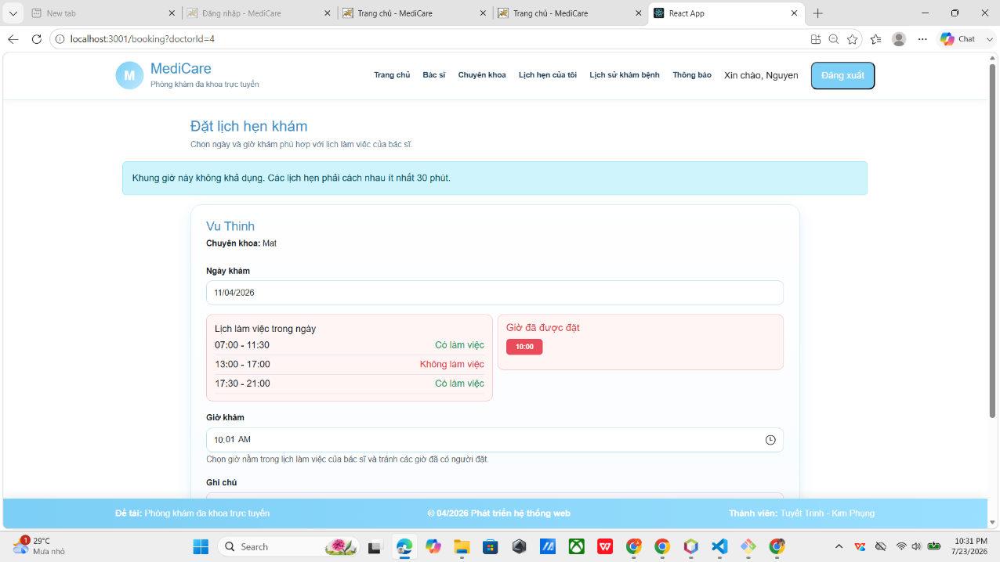 New tab
Đăng nhập - MediCare
Trang chủ - MediCare
Trang chủ - MediCare
React App
localhost:3001/booking?doctorId=4
Chat
M
MediCare
Phòng khám đa khoa trực tuyến
Trang chủ
Bác sĩ
Chuyên khoa
Lịch hẹn của tôi
Lịch sử khám bệnh
Thông báo
Xin chào, Nguyen
Đăng xuất
Đặt lịch hẹn khám
Chọn ngày và giờ khám phù hợp với lịch làm việc của bác sĩ.
Khung giờ này không khả dụng. Các lịch hẹn phải cách nhau ít nhất 30 phút.
Vu Thinh
Chuyên khoa: Mat
Ngày khám
11/04/2026
Lịch làm việc trong ngày
07:00 - 11:30 Có làm việc
13:00 - 17:00 Không làm việc
17:30 - 21:00 Có làm việc
Giờ đã được đặt
10:00
Giờ khám
10:01 AM
Chọn giờ nằm trong lịch làm việc của bác sĩ và tránh các giờ đã có người đặt.
Ghi chú
Đề tài: Phòng khám đa khoa trực tuyến
© 04/2026 Phát triển hệ thống web
Thành viên: Tuyết Trinh - Kim Phụng
1
29°C
Mưa nhỏ
Search
10:31 PM
7/23/2026